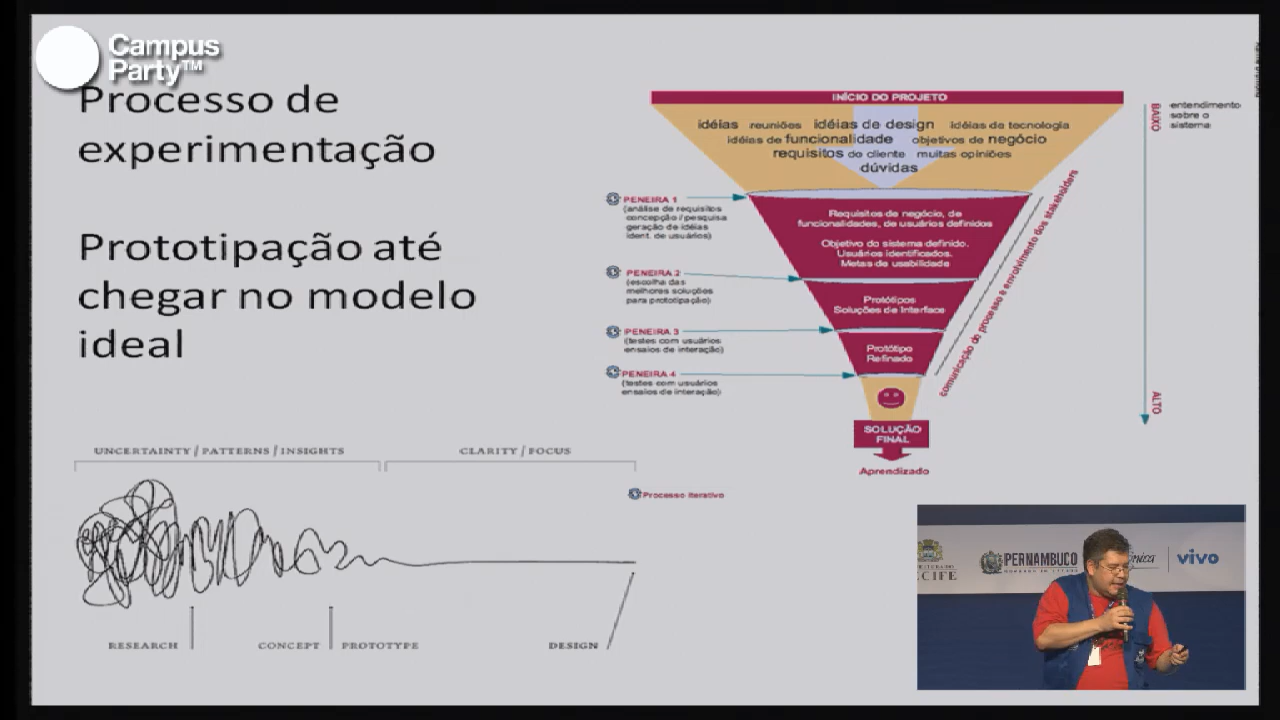 Campus
Party™
Processo de
experimentação
Prototipação até
chegar no modelo
ideal
INÍCIO DO PROJETO
idéias reuniões idéias de design idéias de tecnologia
idéias de funcionalidade objetivos de negócio
requisitos do cliente muitas opiniões
dúvidas
BAIXO
entendimento
sobre o
sistema
PENEIRA 1
(análise de requisitos
concepção / pesquisa
geração de idéias
ident. de usuários)
Requisitos de negócio, de
funcionalidades, de usuários definidos
Objetivo do sistema definido.
Usuários identificados.
Metas de usabilidade
PENEIRA 2
(escolha das
melhores soluções
para prototipação)
Protótipos
Soluções de Interface
PENEIRA 3
(testes com usuários
ensaios de interação)
Protótipo
Refinado
PENEIRA 4
(testes com usuários
ensaios de interação)
comunicação do processo e envolvimento dos stakeholders
ALTO
SOLUÇÃO
FINAL
Aprendizado
Processo Iterativo
UNCERTAINTY / PATTERNS / INSIGHTS
CLARITY / FOCUS
RESEARCH
CONCEPT
PROTOTYPE
DESIGN
PERNAMBUCO
vivo